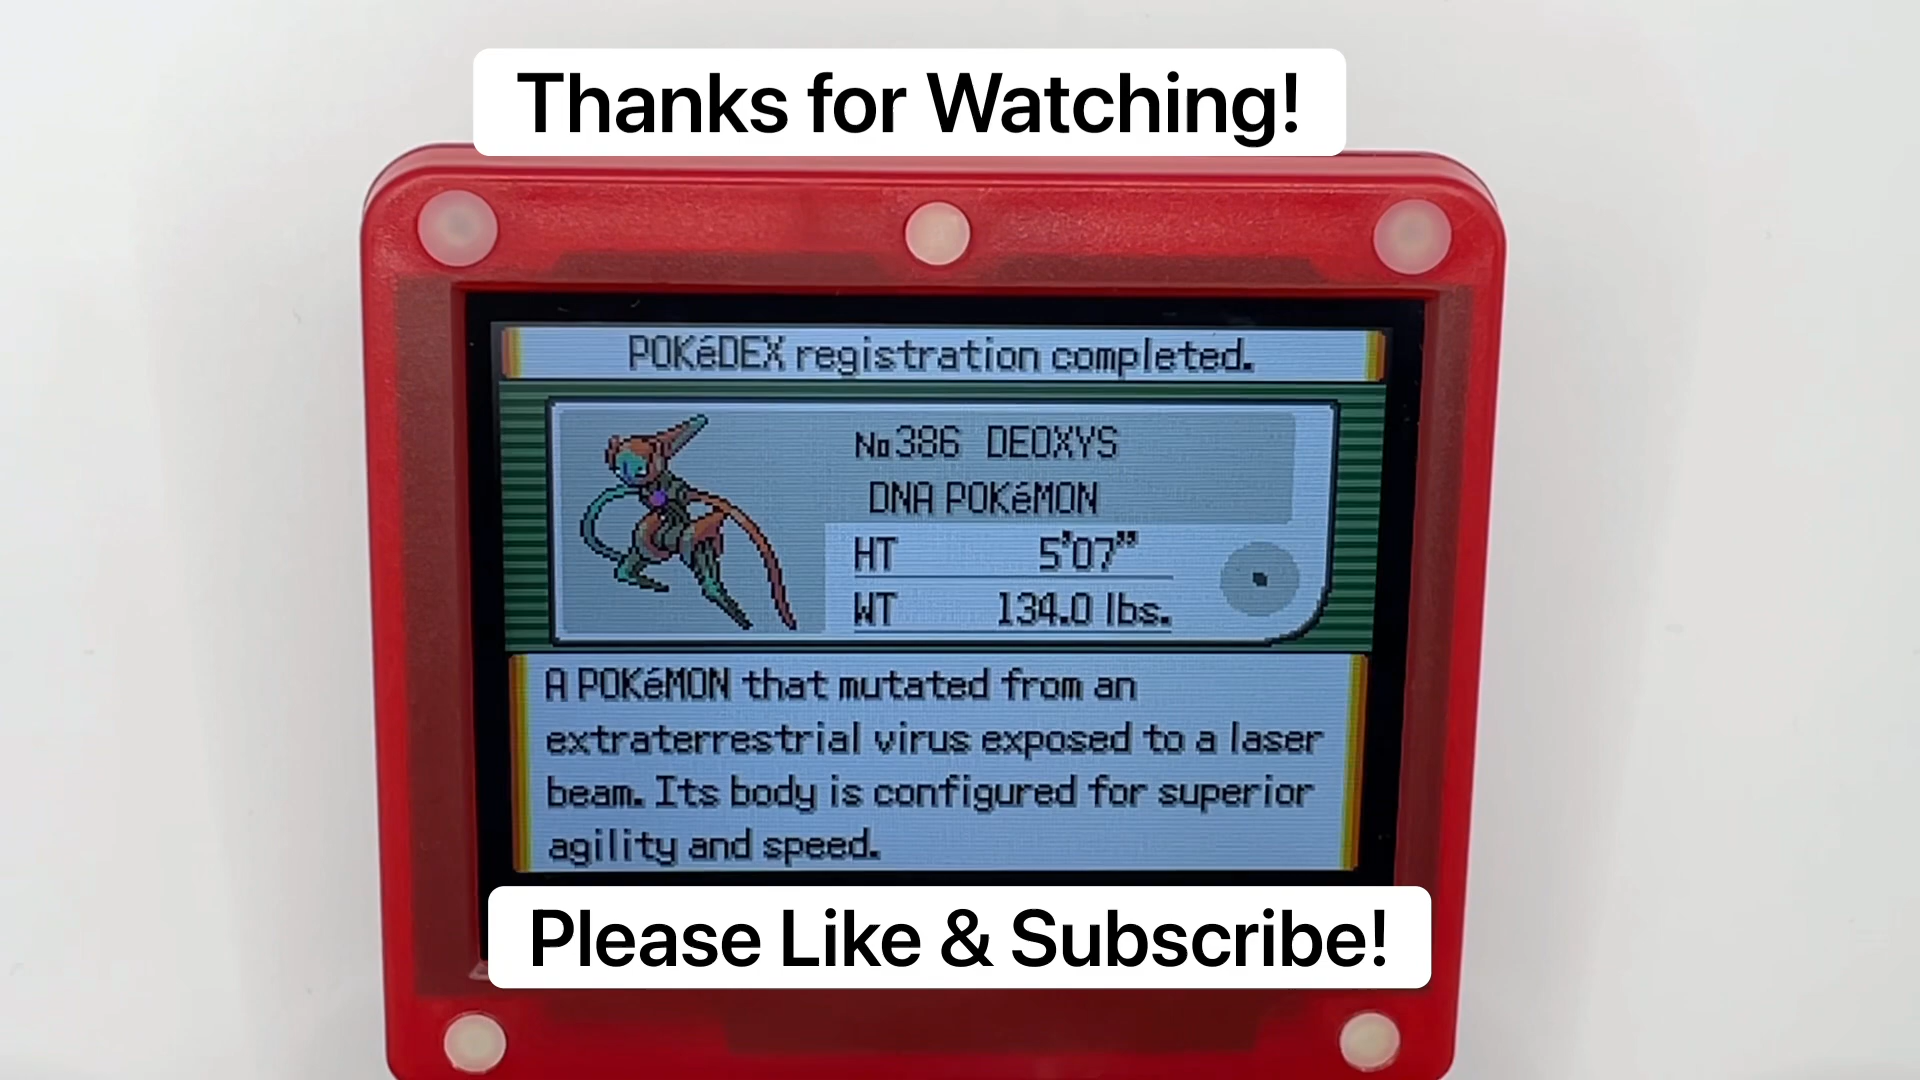 Thanks for Watching!
POKéDEX registration completed.
No386 DEOXYS
DNA POKéMON
HT 5'07"
WT 134.0 lbs.
A POKéMON that mutated from an
extraterrestrial virus exposed to a laser
beam. Its body is configured for superior
agility and speed.
Please Like & Subscribe!